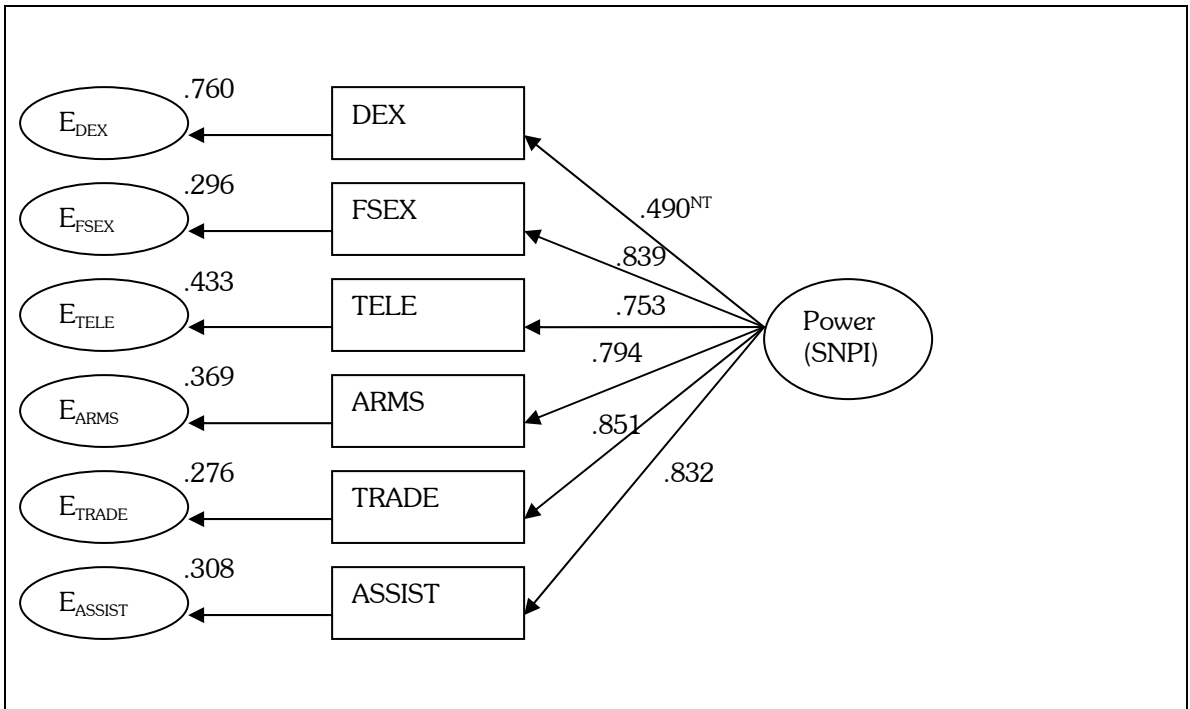 .760
E_DEX
DEX
.490^NT
.296
E_FSEX
FSEX
.839
.433
E_TELE
TELE
.753
Power
(SNPI)
.794
.369
E_ARMS
ARMS
.851
.276
E_TRADE
TRADE
.832
.308
E_ASSIST
ASSIST